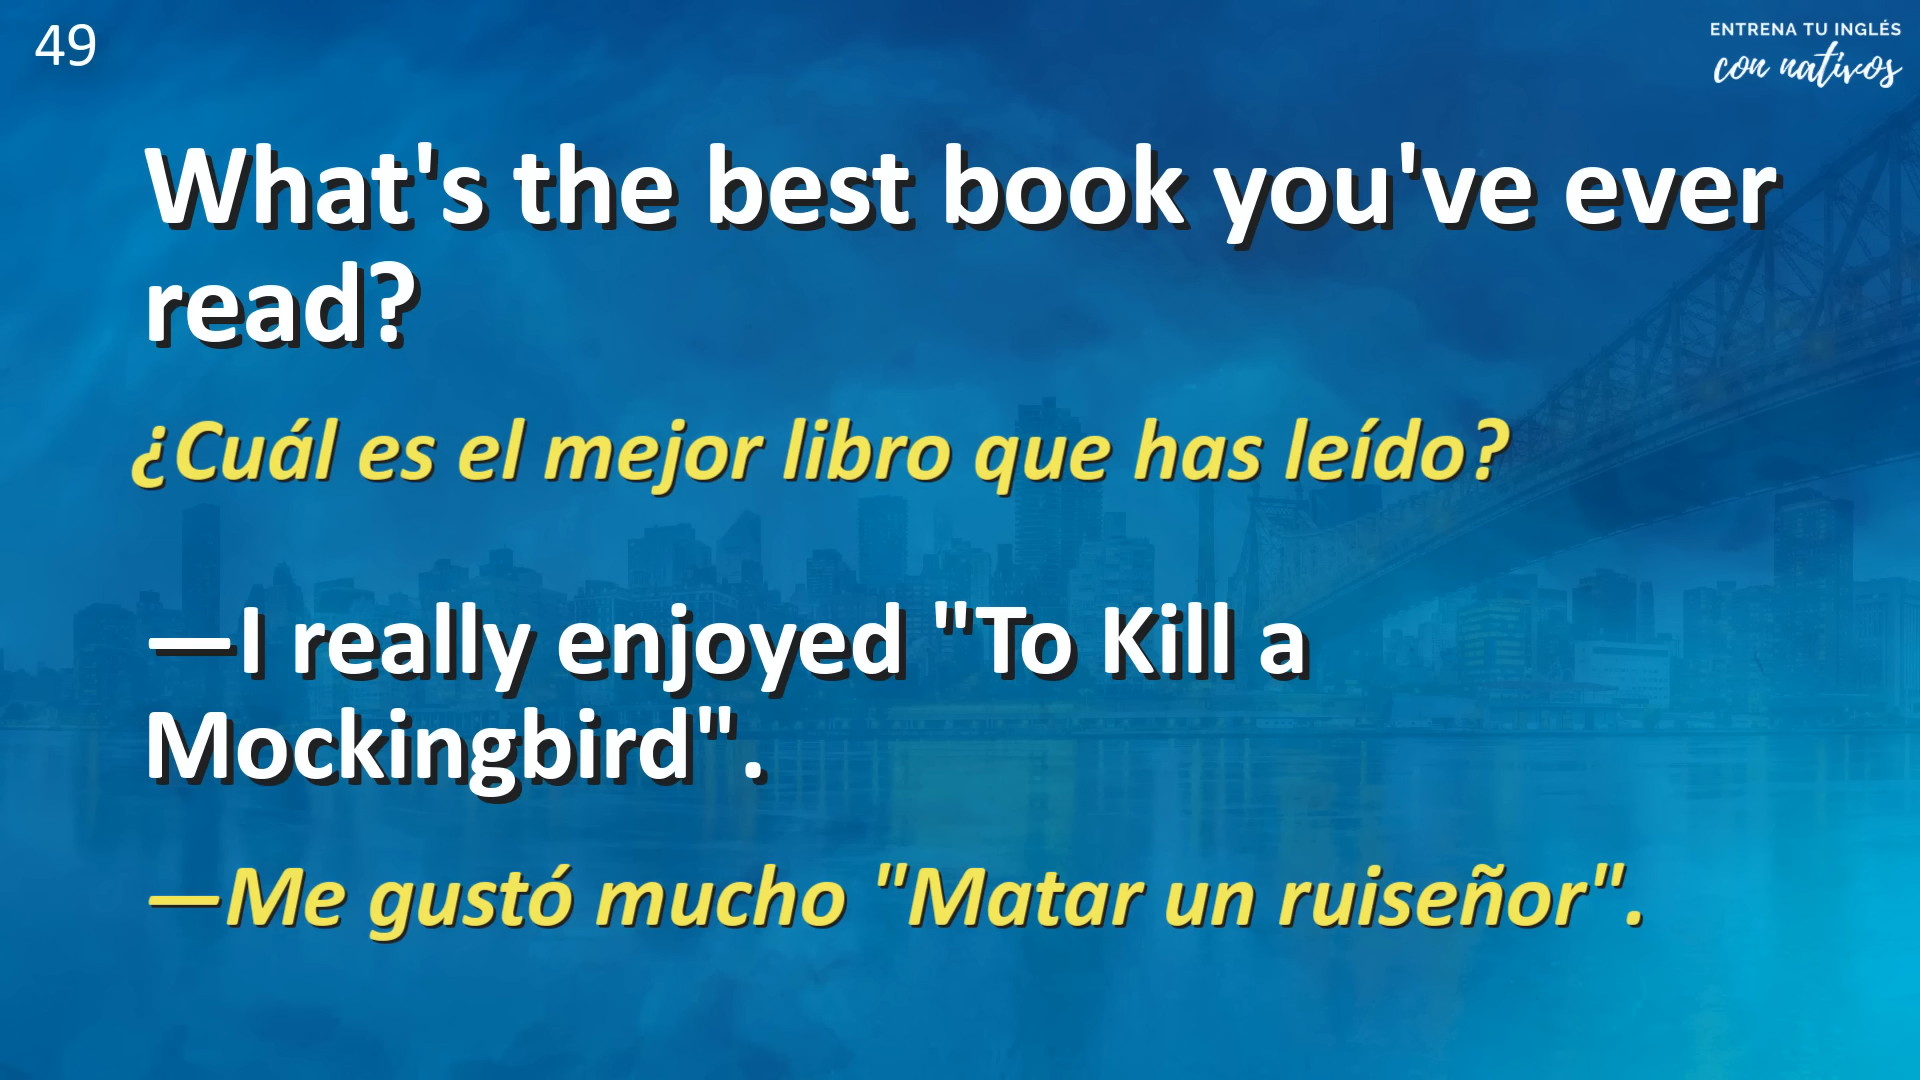 49
ENTRENA TU INGLÉS
con nativos
What's the best book you've ever
read?
¿Cuál es el mejor libro que has leído?
—I really enjoyed "To Kill a
Mockingbird".
—Me gustó mucho "Matar un ruiseñor".